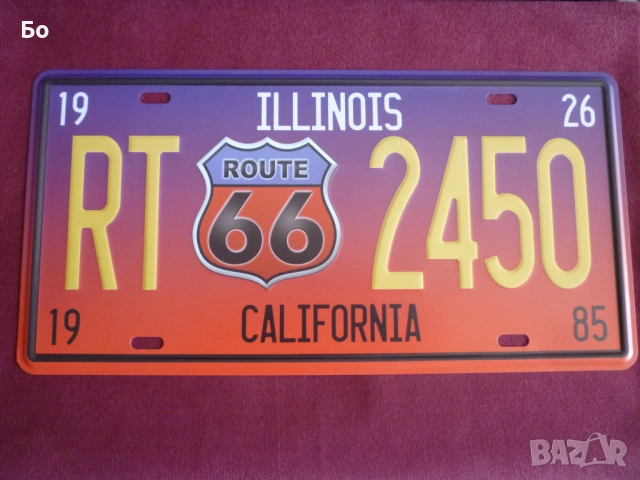 Бо
19 ILLINOIS 26
RT ROUTE 66 2450
19 CALIFORNIA 85
BAZAR